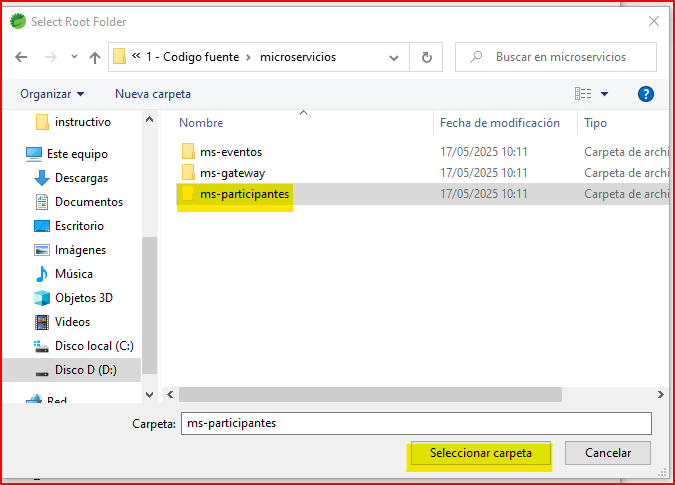 Select Root Folder
« 1 - Codigo fuente > microservicios
Buscar en microservicios
Organizar
Nueva carpeta
?
instructivo
Este equipo
Descargas
Documentos
Escritorio
Imágenes
Música
Objetos 3D
Videos
Disco local (C:)
Disco D (D:)
Red
Nombre
Fecha de modificación
Tipo
ms-eventos 17/05/2025 10:11 Carpeta de archi
ms-gateway 17/05/2025 10:11 Carpeta de archi
ms-participantes 17/05/2025 10:11 Carpeta de archi
Carpeta: ms-participantes
Seleccionar carpeta
Cancelar